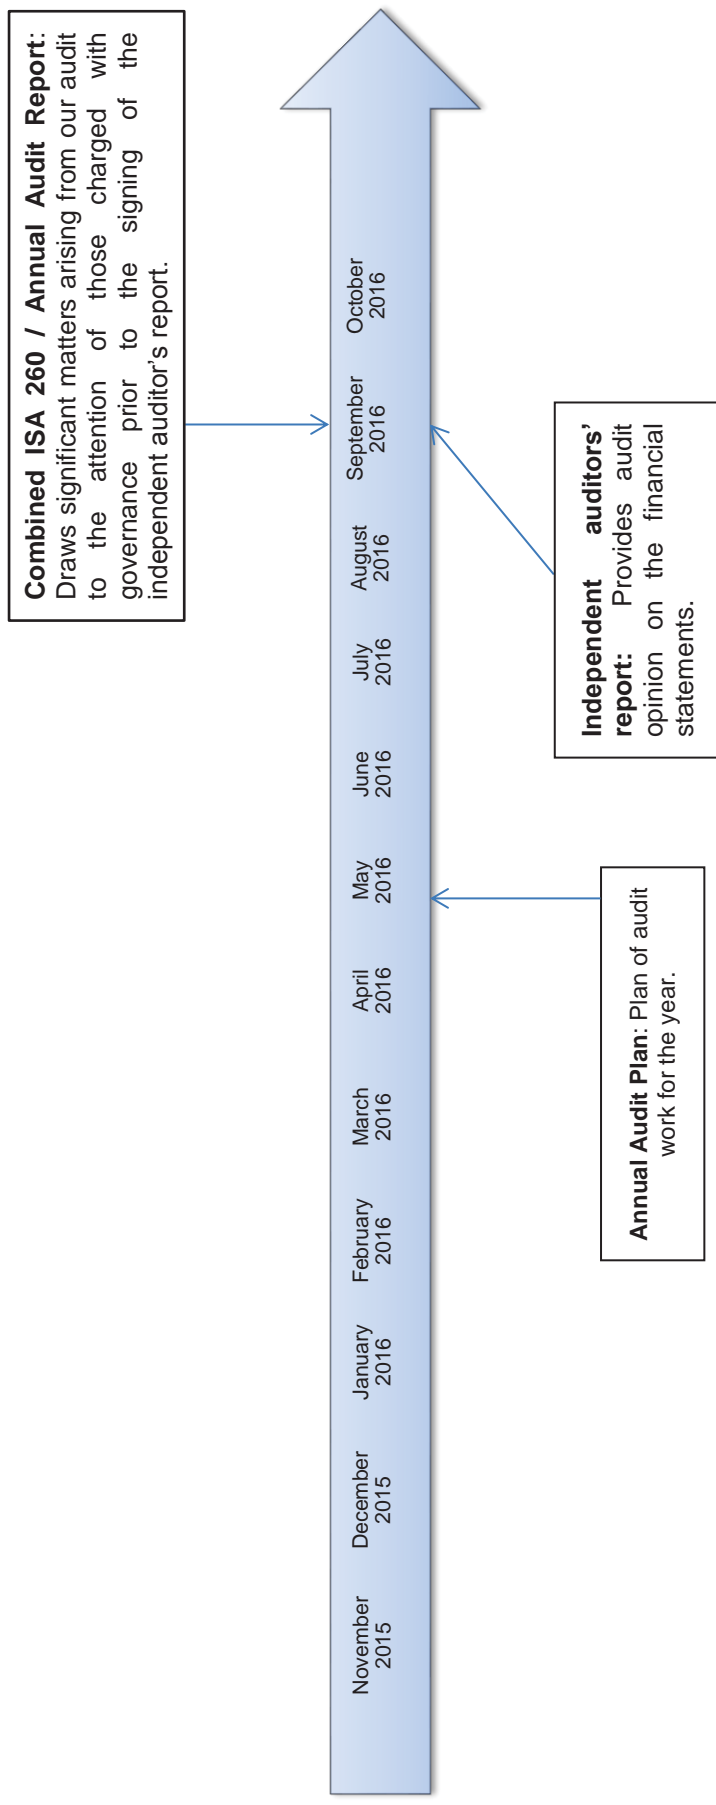 Combined ISA 260 / Annual Audit Report:
Draws significant matters arising from our audit
to the attention of those charged with
governance prior to the signing of the
independent auditor's report.
November
2015
December
2015
January
2016
February
2016
March
2016
April
2016
May
2016
June
2016
July
2016
August
2016
September
2016
October
2016
Annual Audit Plan: Plan of audit
work for the year.
Independent auditors'
report: Provides audit
opinion on the financial
statements.